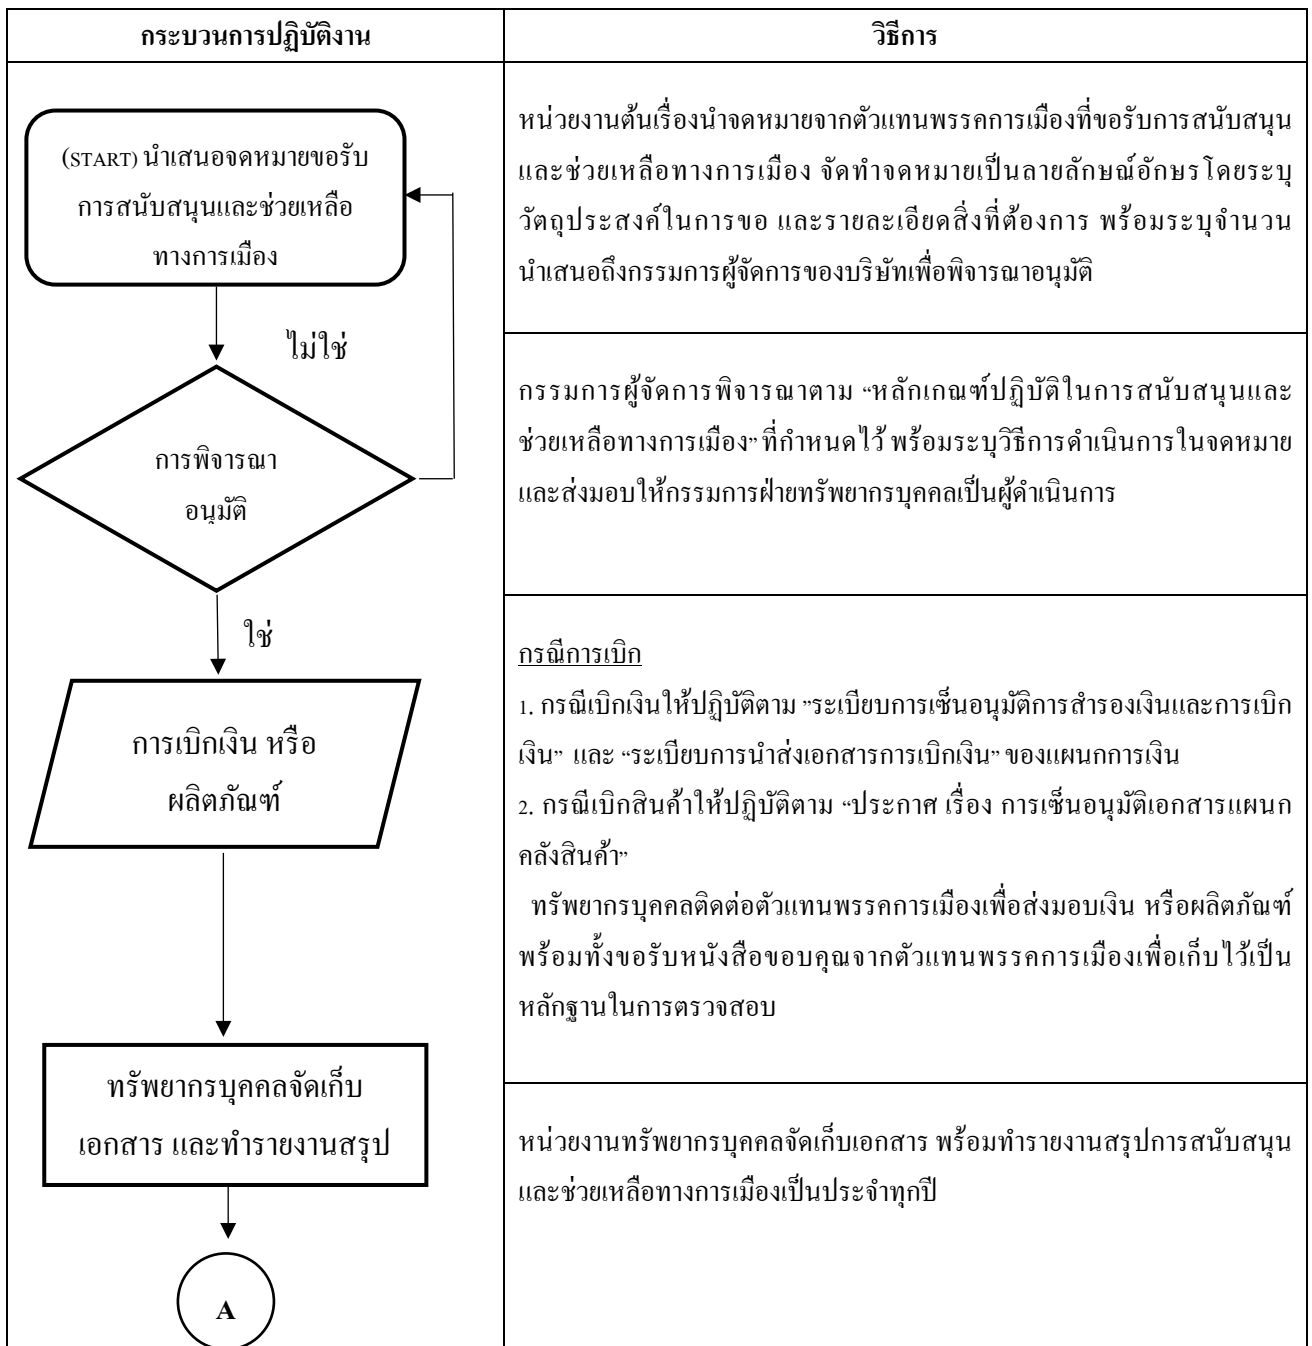 กระบวนการปฏิบัติงาน
วิธีการ
(START) นำเสนอจดหมายขอรับ
การสนับสนุนและช่วยเหลือ
ทางการเมือง
หน่วยงานต้นเรื่องนำจดหมายจากตัวแทนพรรคการเมืองที่ขอรับการสนับสนุน
และช่วยเหลือทางการเมือง จัดทำจดหมายเป็นลายลักษณ์อักษรโดยระบุ
วัตถุประสงค์ในการขอ และรายละเอียดสิ่งที่ต้องการ พร้อมระบุจำนวน
นำเสนอถึงกรรมการผู้จัดการของบริษัทเพื่อพิจารณาอนุมัติ
ไม่ใช่
การพิจารณา
อนุมัติ
กรรมการผู้จัดการพิจารณาตาม “หลักเกณฑ์ปฏิบัติในการสนับสนุนและ
ช่วยเหลือทางการเมือง” ที่กำหนดไว้ พร้อมระบุวิธีการดำเนินการในจดหมาย
และส่งมอบให้กรรมการฝ่ายทรัพยากรบุคคลเป็นผู้ดำเนินการ
ใช่
การเบิกเงิน หรือ
ผลิตภัณฑ์
กรณีการเบิก
1. กรณีเบิกเงินให้ปฏิบัติตาม ”ระเบียบการเซ็นอนุมัติการสำรองเงินและการเบิก
เงิน” และ “ระเบียบการนำส่งเอกสารการเบิกเงิน” ของแผนกการเงิน
2. กรณีเบิกสินค้าให้ปฏิบัติตาม “ประกาศ เรื่อง การเซ็นอนุมัติเอกสารแผนก
คลังสินค้า”
ทรัพยากรบุคคลติดต่อตัวแทนพรรคการเมืองเพื่อส่งมอบเงิน หรือผลิตภัณฑ์
พร้อมทั้งขอรับหนังสือขอบคุณจากตัวแทนพรรคการเมืองเพื่อเก็บไว้เป็น
หลักฐานในการตรวจสอบ
ทรัพยากรบุคคลจัดเก็บ
เอกสาร และทำรายงานสรุป
หน่วยงานทรัพยากรบุคคลจัดเก็บเอกสาร พร้อมทำรายงานสรุปการสนับสนุน
และช่วยเหลือทางการเมืองเป็นประจำทุกปี
A